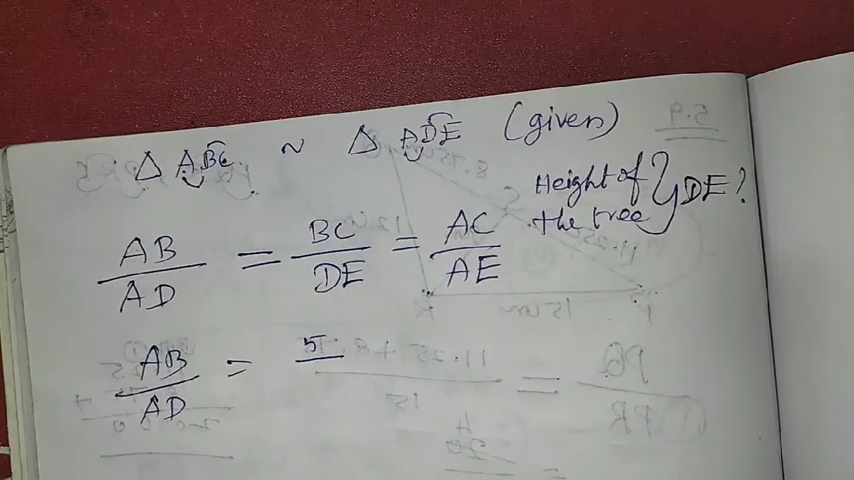 △ ABC ~ △ ADE (given)
Height of the tree } DE?
AB/AD = BC/DE = AC/AE
AB/AD = 5